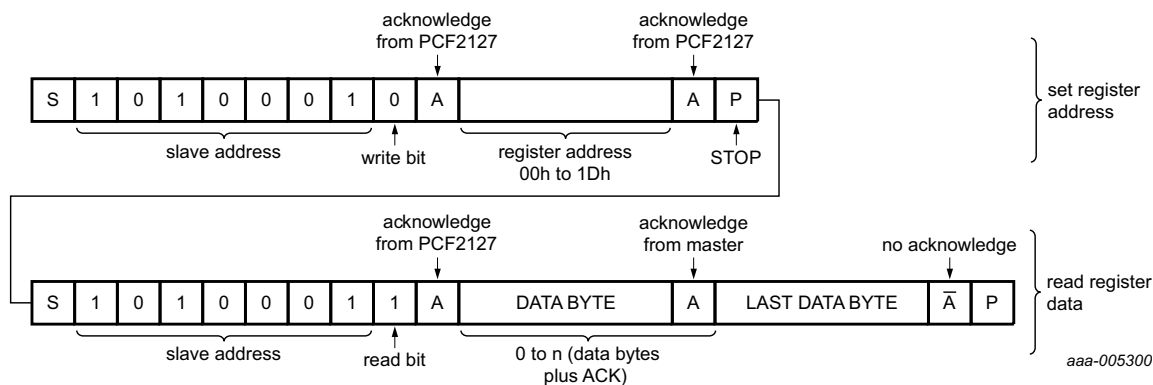 acknowledge
from PCF2127
acknowledge
from PCF2127
S 1 0 1 0 0 0 1 0 A A P
set register
address
slave address
write bit
register address
00h to 1Dh
STOP
acknowledge
from PCF2127
acknowledge
from master
no acknowledge
S 1 0 1 0 0 0 1 1 A DATA BYTE A LAST DATA BYTE A̅ P
read register
data
slave address
read bit
0 to n (data bytes
plus ACK)
aaa-005300